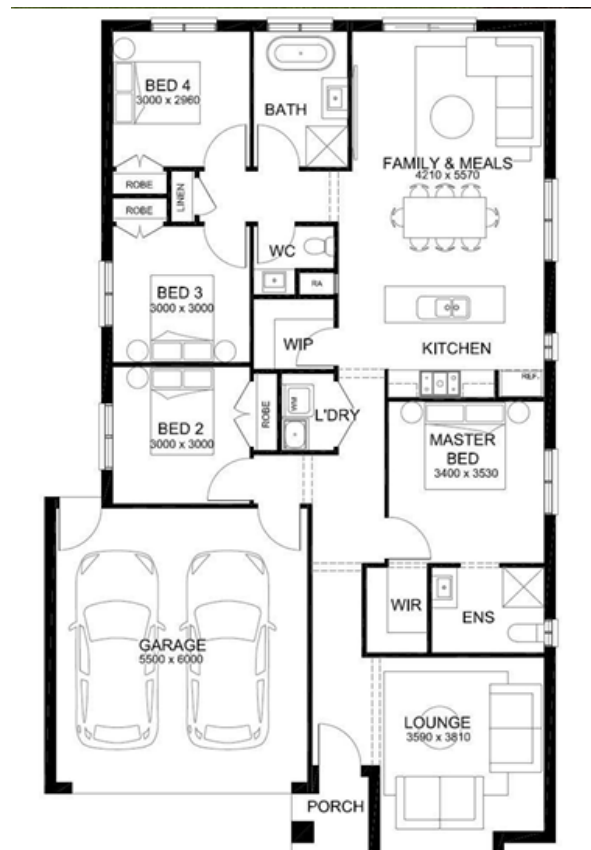 BED 4
3000 x 2960
BATH
FAMILY & MEALS
4210 x 5570
ROBE
ROBE
LINEN
WC
RA
BED 3
3000 x 3000
WIP
KITCHEN
REF.
BED 2
3000 x 3000
ROBE
WM
L'DRY
MASTER
BED
3400 x 3530
WIR
ENS
GARAGE
5500 x 6000
LOUNGE
3590 x 3810
PORCH